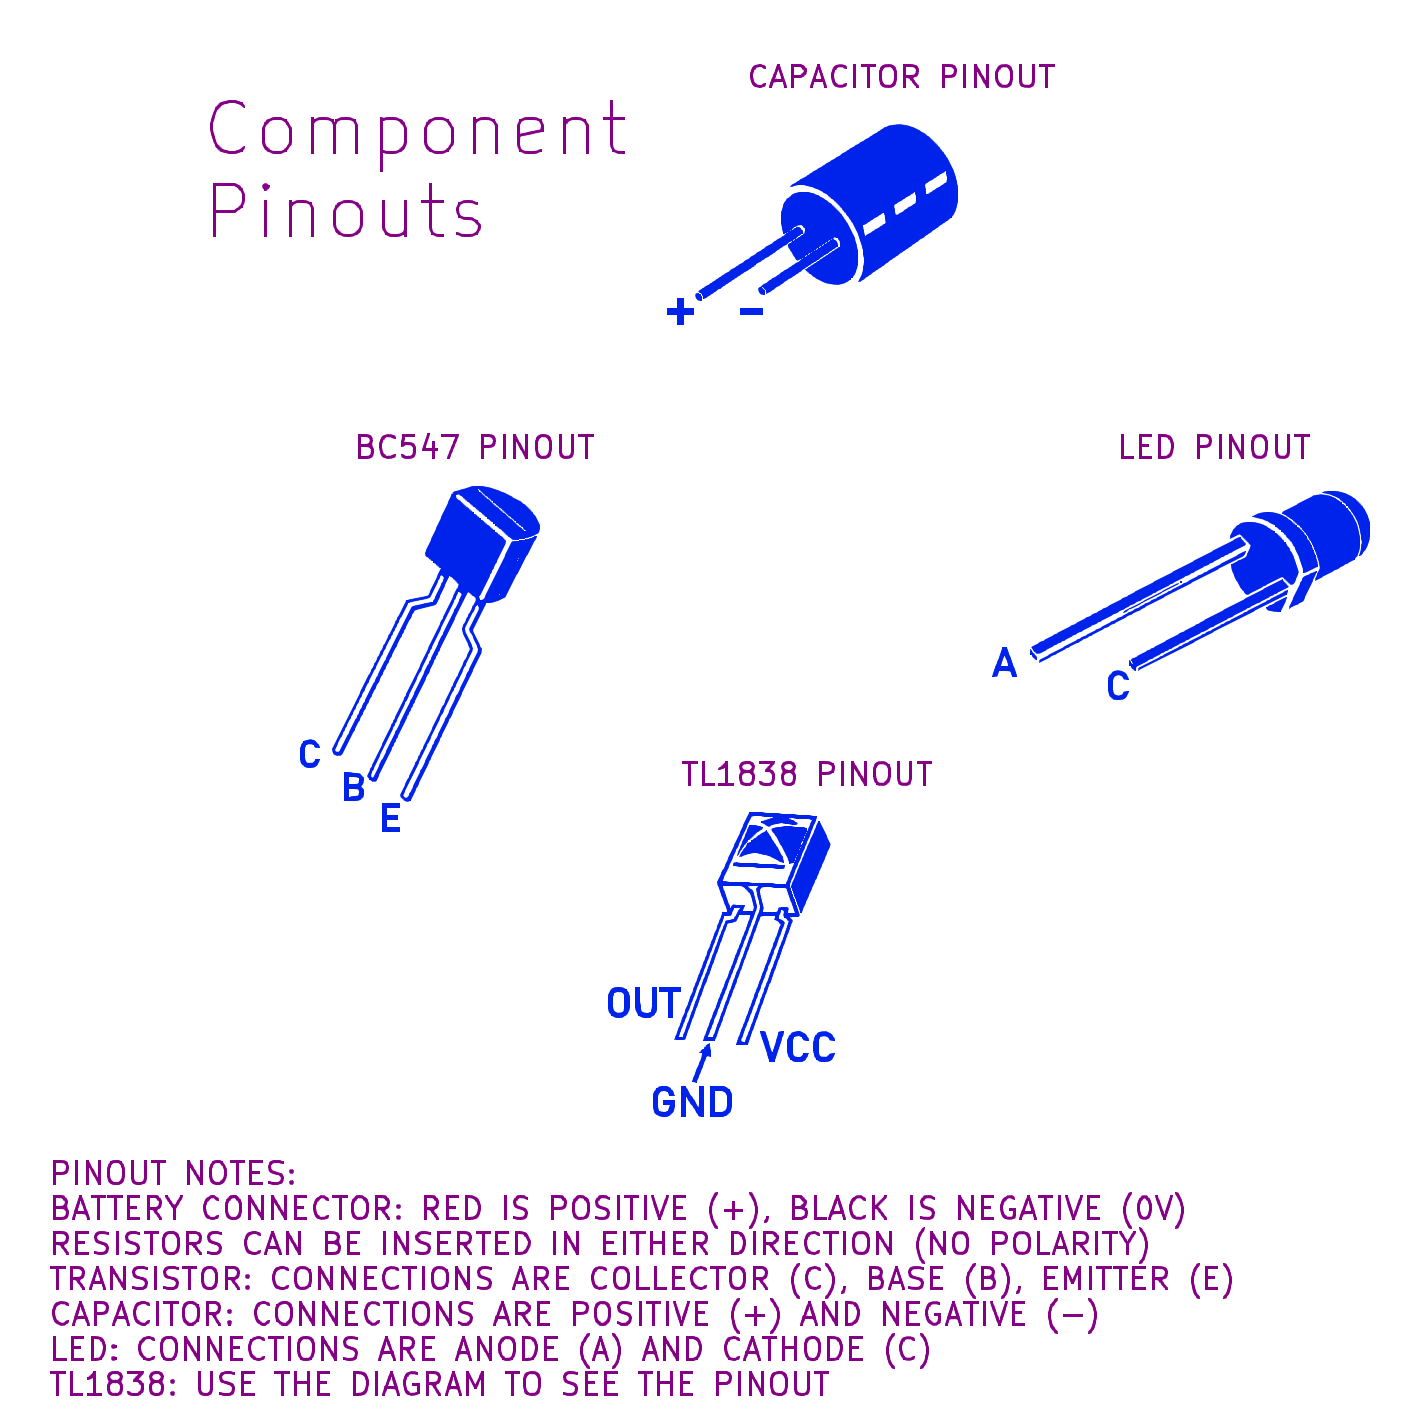 CAPACITOR PINOUT
Component
Pinouts
+ -
BC547 PINOUT
LED PINOUT
A
C
C
B
E
TL1838 PINOUT
OUT
VCC
GND
PINOUT NOTES:
BATTERY CONNECTOR: RED IS POSITIVE (+), BLACK IS NEGATIVE (0V)
RESISTORS CAN BE INSERTED IN EITHER DIRECTION (NO POLARITY)
TRANSISTOR: CONNECTIONS ARE COLLECTOR (C), BASE (B), EMITTER (E)
CAPACITOR: CONNECTIONS ARE POSITIVE (+) AND NEGATIVE (-)
LED: CONNECTIONS ARE ANODE (A) AND CATHODE (C)
TL1838: USE THE DIAGRAM TO SEE THE PINOUT